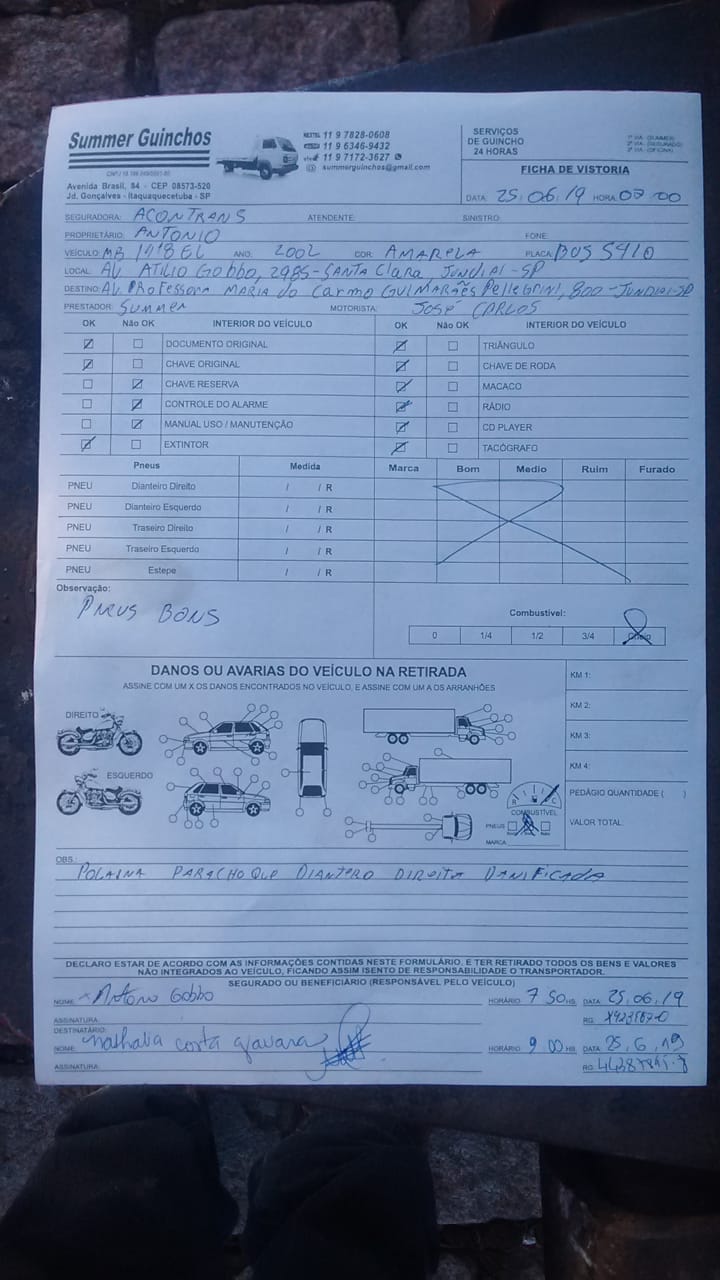 Summer Guinchos
11 9 7828-0608
11 9 6346-9432
11 9 7172-3627
summerguinchos@gmail.com
Avenida Brasil, 84 - CEP 08573-520
Jd. Gonçalves - Itaquaquecetuba - SP
SERVIÇOS
DE GUINCHO
24 HORAS
1ª VIA (SUMMER)
2ª VIA (SEGURADO)
3ª VIA (OFICINA)
FICHA DE VISTORIA
DATA: 25.06.19 HORA: 07:00
SEGURADORA: ACONTRANS ATENDENTE: SINISTRO:
PROPRIETÁRIO: ANTONIO FONE:
VEÍCULO: MB 1418 EL ANO: 2002 COR: AMARELA PLACA: BUS 5910
LOCAL: AV. ATILIO GOBBO, 2985-SANTA CLARA JUNDIAI-SP
DESTINO: AV. PROFESSORA MARIA do CARMO GUIMARÃES Pellegrini, 800-JUNDIAI-SP
PRESTADOR: SUMMER MOTORISTA: JOSÉ CARLOS
OK Não OK INTERIOR DO VEÍCULO OK Não OK INTERIOR DO VEÍCULO
DOCUMENTO ORIGINAL TRIÂNGULO
CHAVE ORIGINAL CHAVE DE RODA
CHAVE RESERVA MACACO
CONTROLE DO ALARME RÁDIO
MANUAL USO / MANUTENÇÃO CD PLAYER
EXTINTOR TACÓGRAFO
Pneus Medida Marca Bom Medio Ruim Furado
PNEU Dianteiro Direito / / R
PNEU Dianteiro Esquerdo / / R
PNEU Traseiro Direito / / R
PNEU Traseiro Esquerdo / / R
PNEU Estepe / / R
Observação:
PNEUS BONS
Combustível:
0 1/4 1/2 3/4 Cheio
DANOS OU AVARIAS DO VEÍCULO NA RETIRADA
ASSINE COM UM X OS DANOS ENCONTRADOS NO VEÍCULO, E ASSINE COM UM A OS ARRANHÕES
DIREITO
ESQUERDO
KM 1:
KM 2:
KM 3:
KM 4:
PEDÁGIO QUANTIDADE ( )
VALOR TOTAL:
R C
COMBUSTÍVEL
PNEUS
MARCA
OBS.:
POLAINA PARACHOQUE DIANTERO DIREITA DANIFICADA
DECLARO ESTAR DE ACORDO COM AS INFORMAÇÕES CONTIDAS NESTE FORMULÁRIO, E TER RETIRADO TODOS OS BENS E VALORES
NÃO INTEGRADOS AO VEÍCULO, FICANDO ASSIM ISENTO DE RESPONSABILIDADE O TRANSPORTADOR.
SEGURADO OU BENEFICIÁRIO (RESPONSÁVEL PELO VEÍCULO)
NOME: Antonio Gobbo HORÁRIO 7 50 HS. DATA 25.06.19
ASSINATURA: RG:
DESTINATÁRIO:
NOME: nathalia costa HORÁRIO 9 00 HS. DATA 25.6.19
ASSINATURA: RG: